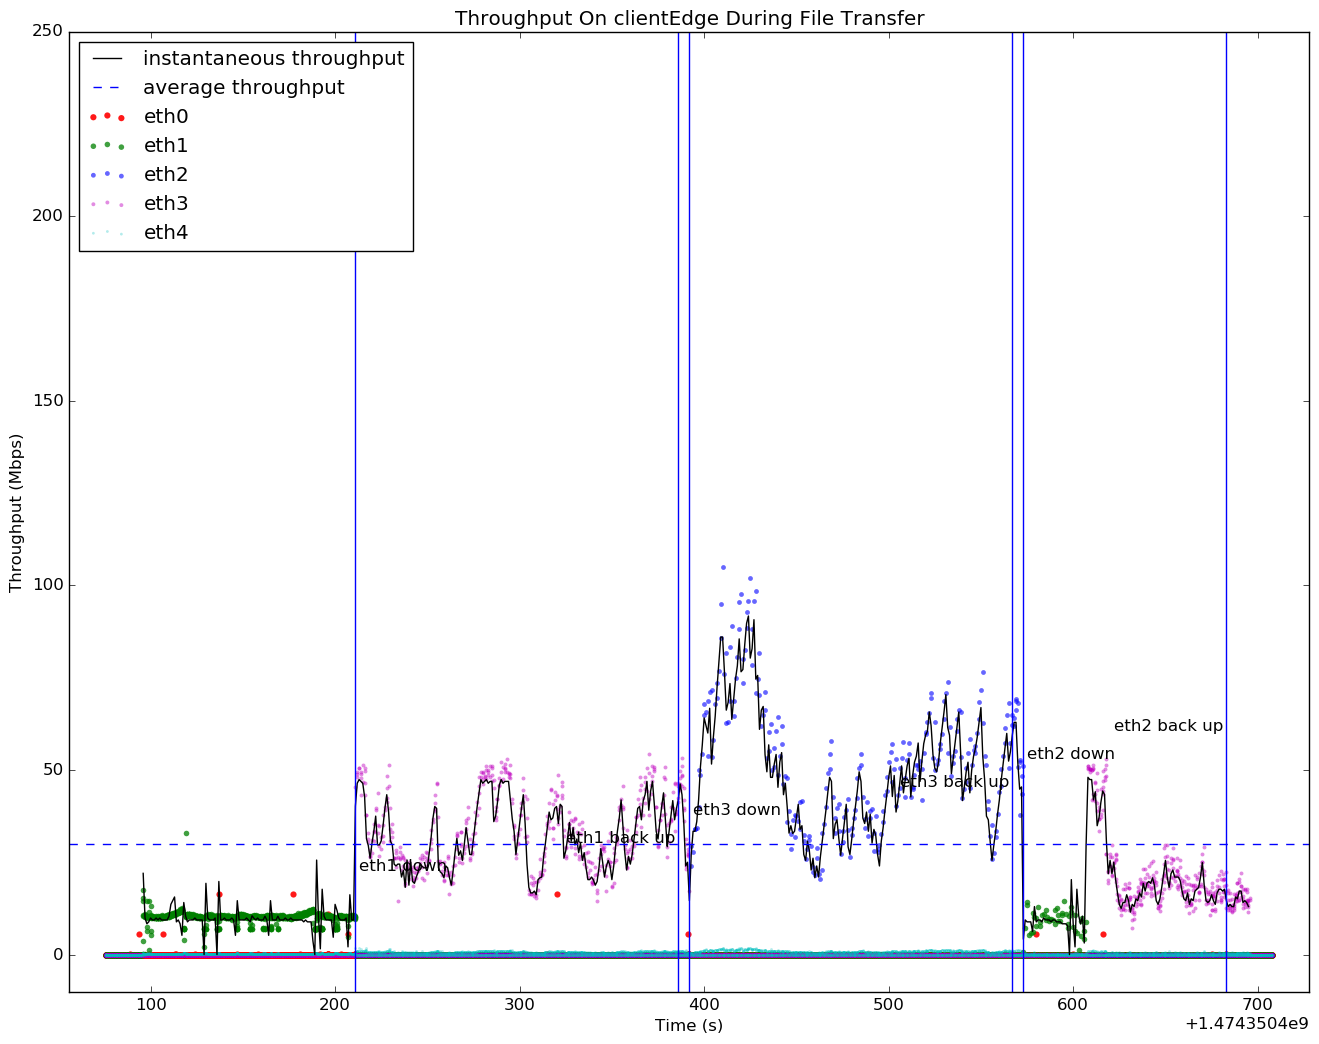 Throughput On clientEdge During File Transfer
250
200
150
100
50
0
Throughput (Mbps)
instantaneous throughput
average throughput
eth0
eth1
eth2
eth3
eth4
eth1 down
eth1 back up
eth3 down
eth3 back up
eth2 down
eth2 back up
100
200
300
400
500
600
700
Time (s)
+1.4743504e9